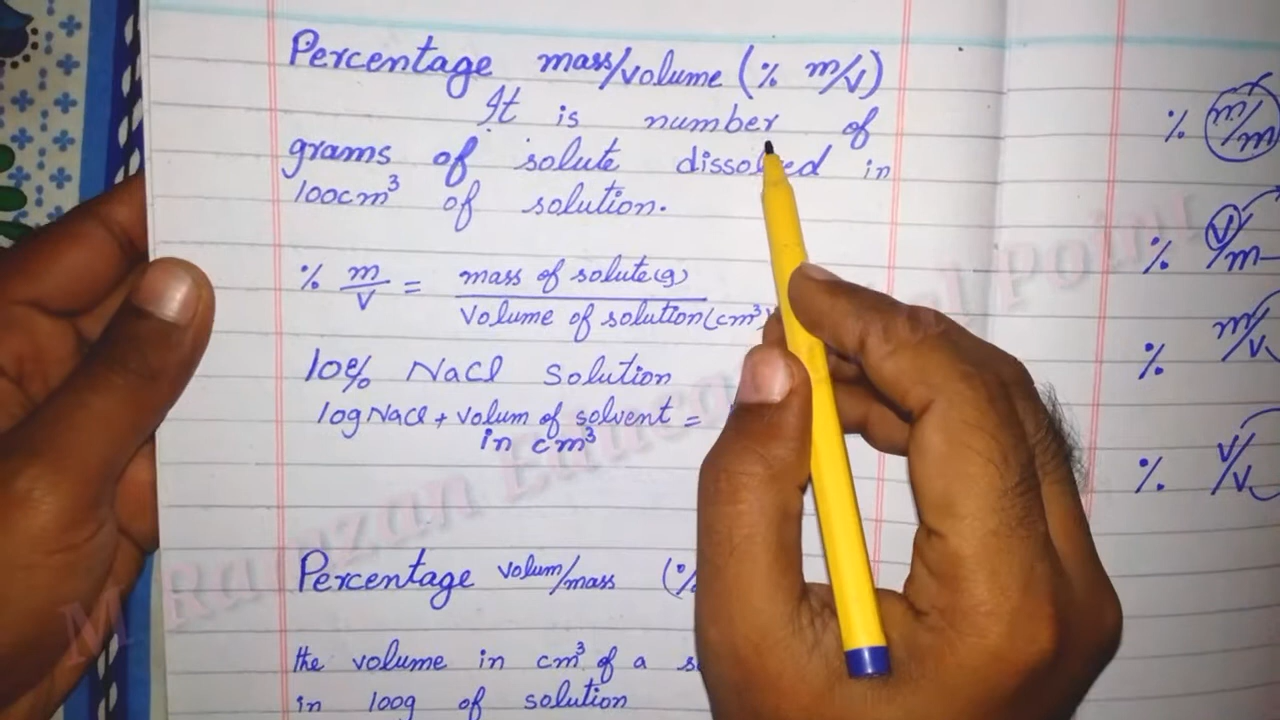 Percentage mass/volume (% m/v)
It is number of
grams of solute dissolved in
100cm³ of solution.
% m/v = mass of solute(g) / volume of solution(cm³)
10% NaCl solution
10g NaCl + volum of solvent =
in cm³
Percentage volum/mass (%
the volume in cm³ of a
in 100g of solution
% m/m
% v/m
% m/v
% v/v
M Ramzan